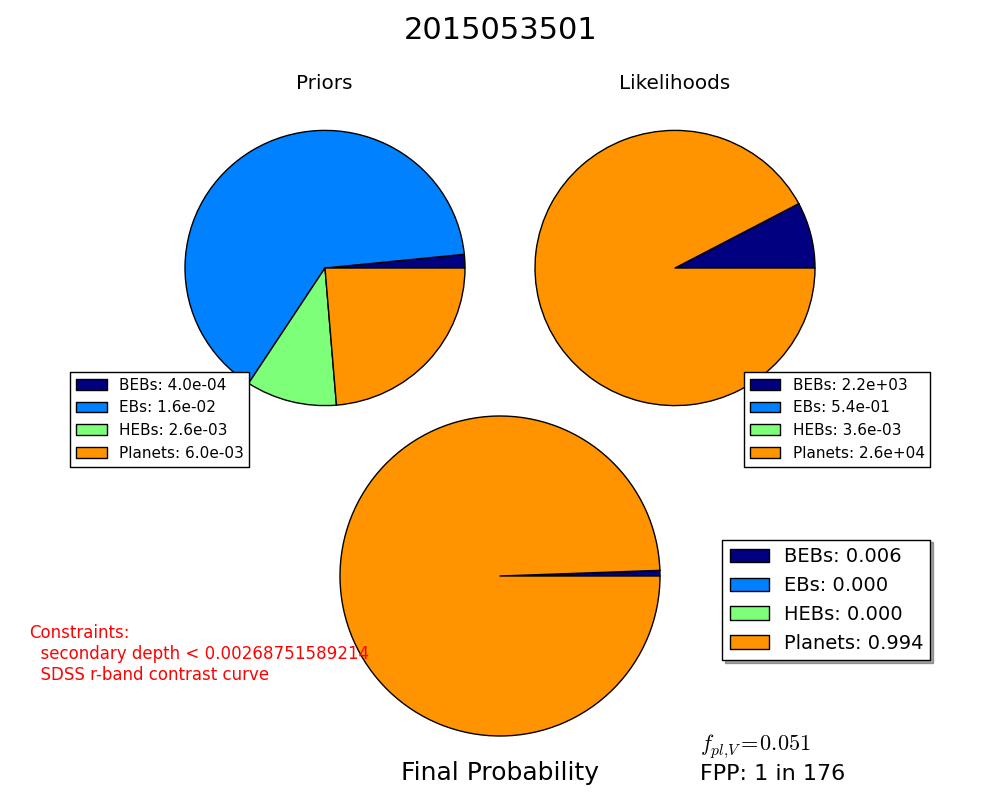 2015053501
Priors
Likelihoods
BEBs: 4.0e-04
EBs: 1.6e-02
HEBs: 2.6e-03
Planets: 6.0e-03
BEBs: 2.2e+03
EBs: 5.4e-01
HEBs: 3.6e-03
Planets: 2.6e+04
BEBs: 0.006
EBs: 0.000
HEBs: 0.000
Planets: 0.994
Constraints:
secondary depth < 0.00268751589214
SDSS r-band contrast curve
f_{pl,V}=0.051
Final Probability
FPP: 1 in 176